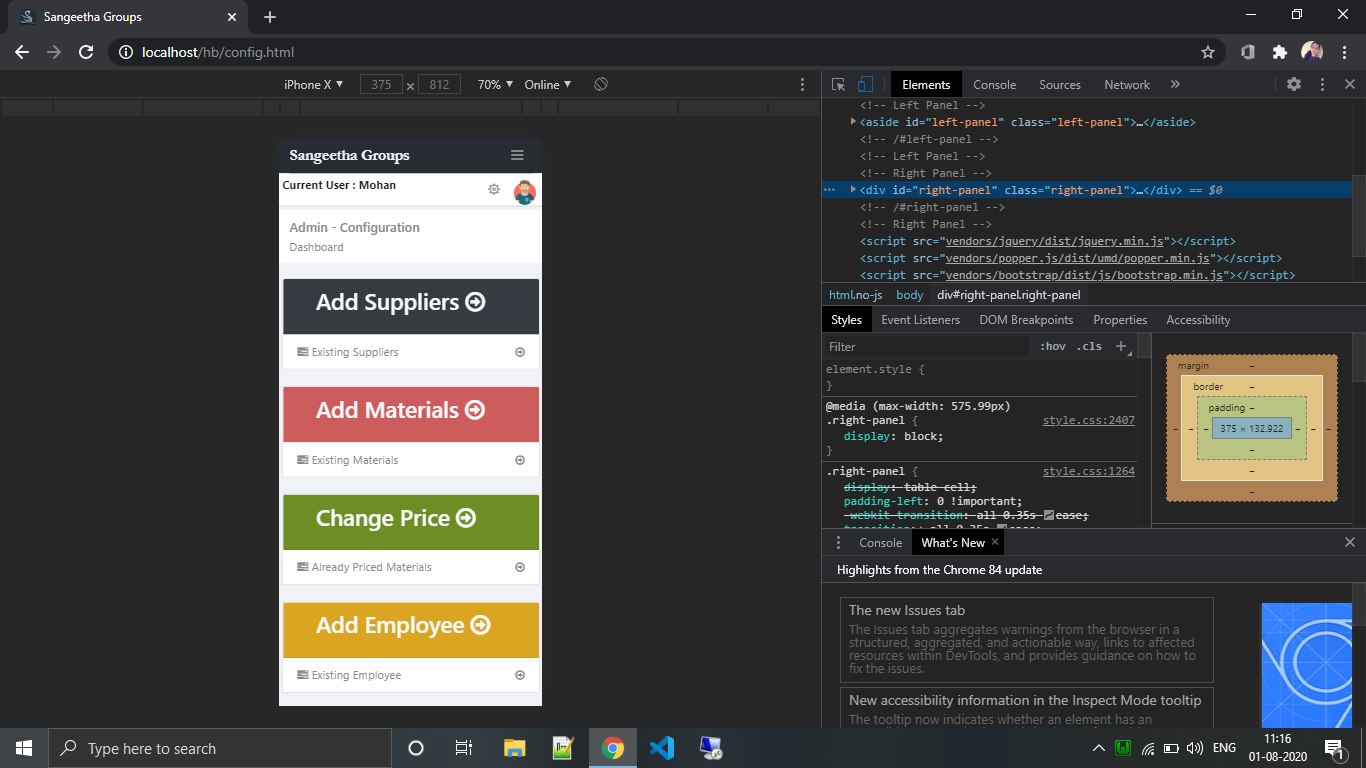 Sangeetha Groups
localhost/hb/config.html
iPhone X ▼ 375 × 812 70% ▼ Online ▼
Sangeetha Groups
Current User : Mohan
Admin - Configuration
Dashboard
Add Suppliers
Existing Suppliers
Add Materials
Existing Materials
Change Price
Already Priced Materials
Add Employee
Existing Employee
Elements Console Sources Network »
<!-- Left Panel -->
<aside id="left-panel" class="left-panel">…</aside>
<!-- /#left-panel -->
<!-- Left Panel -->
<!-- Right Panel -->
<div id="right-panel" class="right-panel">…</div> == $0
<!-- /#right-panel -->
<!-- Right Panel -->
<script src="vendors/jquery/dist/jquery.min.js"></script>
<script src="vendors/popper.js/dist/umd/popper.min.js"></script>
<script src="vendors/bootstrap/dist/js/bootstrap.min.js"></script>
html.no-js body div#right-panel.right-panel
Styles Event Listeners DOM Breakpoints Properties Accessibility
Filter :hov .cls +
element.style {
}
@media (max-width: 575.99px)
.right-panel { style.css:2407
display: block;
}
.right-panel { style.css:1264
display: table-cell;
padding-left: 0 !important;
-webkit-transition: all 0.35s ease;
transition: all 0.35s ease;
margin –
border –
padding –
– – – 375 × 132.922 – – –
–
–
–
Console What's New ×
Highlights from the Chrome 84 update
The new Issues tab
The Issues tab aggregates warnings from the browser in a
structured, aggregated, and actionable way, links to affected
resources within DevTools, and provides guidance on how to
fix the issues.
New accessibility information in the Inspect Mode tooltip
The tooltip now indicates whether an element has an
Type here to search
ENG
11:16
01-08-2020
1